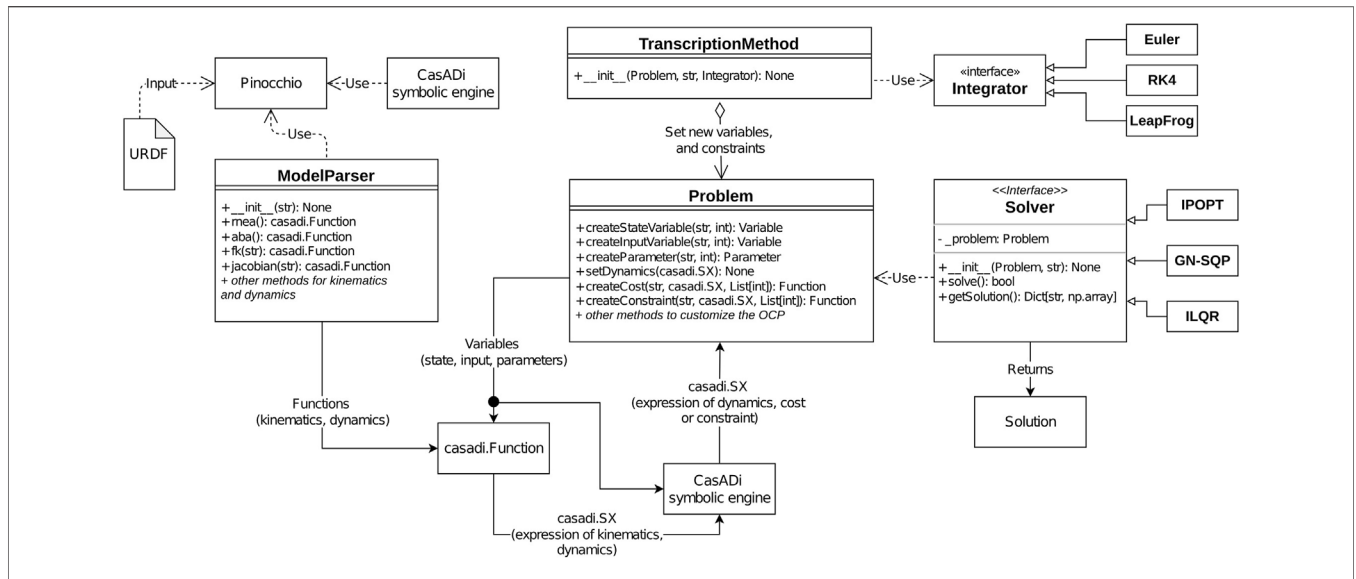 Input
Pinocchio
Use
CasADi
symbolic engine
URDF
Use
ModelParser
+__init__(str): None
+rnea(): casadi.Function
+aba(): casadi.Function
+fk(str): casadi.Function
+jacobian(str): casadi.Function
+ other methods for kinematics
and dynamics
TranscriptionMethod
+__init__(Problem, str, Integrator): None
Use
«interface»
Integrator
Euler
RK4
LeapFrog
Set new variables,
and constraints
Problem
+createStateVariable(str, int): Variable
+createInputVariable(str, int): Variable
+createParameter(str, int): Parameter
+setDynamics(casadi.SX): None
+createCost(str, casadi.SX, List[int]): Function
+createConstraint(str, casadi.SX, List[int]): Function
+ other methods to customize the OCP
Use
<<Interface>>
Solver
- _problem: Problem
+__init__(Problem, str): None
+solve(): bool
+getSolution(): Dict[str, np.array]
IPOPT
GN-SQP
ILQR
Returns
Solution
Variables
(state, input, parameters)
Functions
(kinematics, dynamics)
casadi.Function
casadi.SX
(expression of dynamics, cost
or constraint)
CasADi
symbolic engine
casadi.SX
(expression of kinematics,
dynamics)